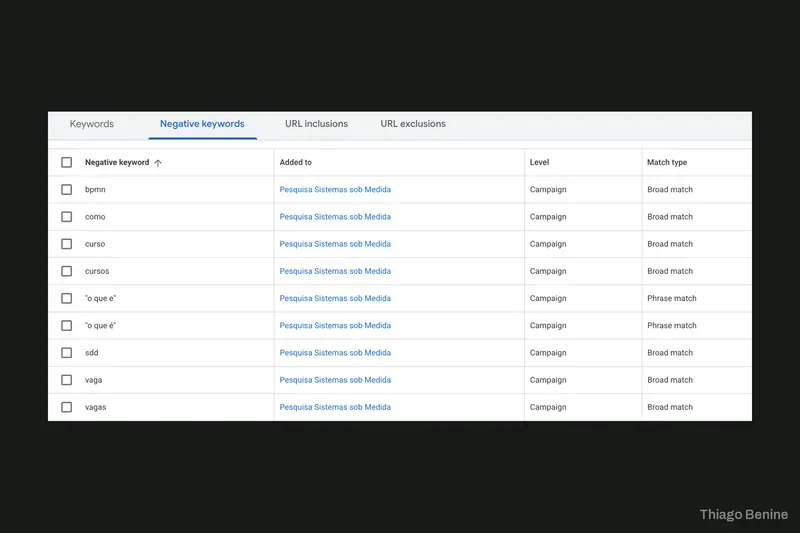 Keywords Negative keywords URL inclusions URL exclusions
Negative keyword Added to Level Match type
bpmn Pesquisa Sistemas sob Medida Campaign Broad match
como Pesquisa Sistemas sob Medida Campaign Broad match
curso Pesquisa Sistemas sob Medida Campaign Broad match
cursos Pesquisa Sistemas sob Medida Campaign Broad match
"o que e" Pesquisa Sistemas sob Medida Campaign Phrase match
"o que é" Pesquisa Sistemas sob Medida Campaign Phrase match
sdd Pesquisa Sistemas sob Medida Campaign Broad match
vaga Pesquisa Sistemas sob Medida Campaign Broad match
vagas Pesquisa Sistemas sob Medida Campaign Broad match
Thiago Benine